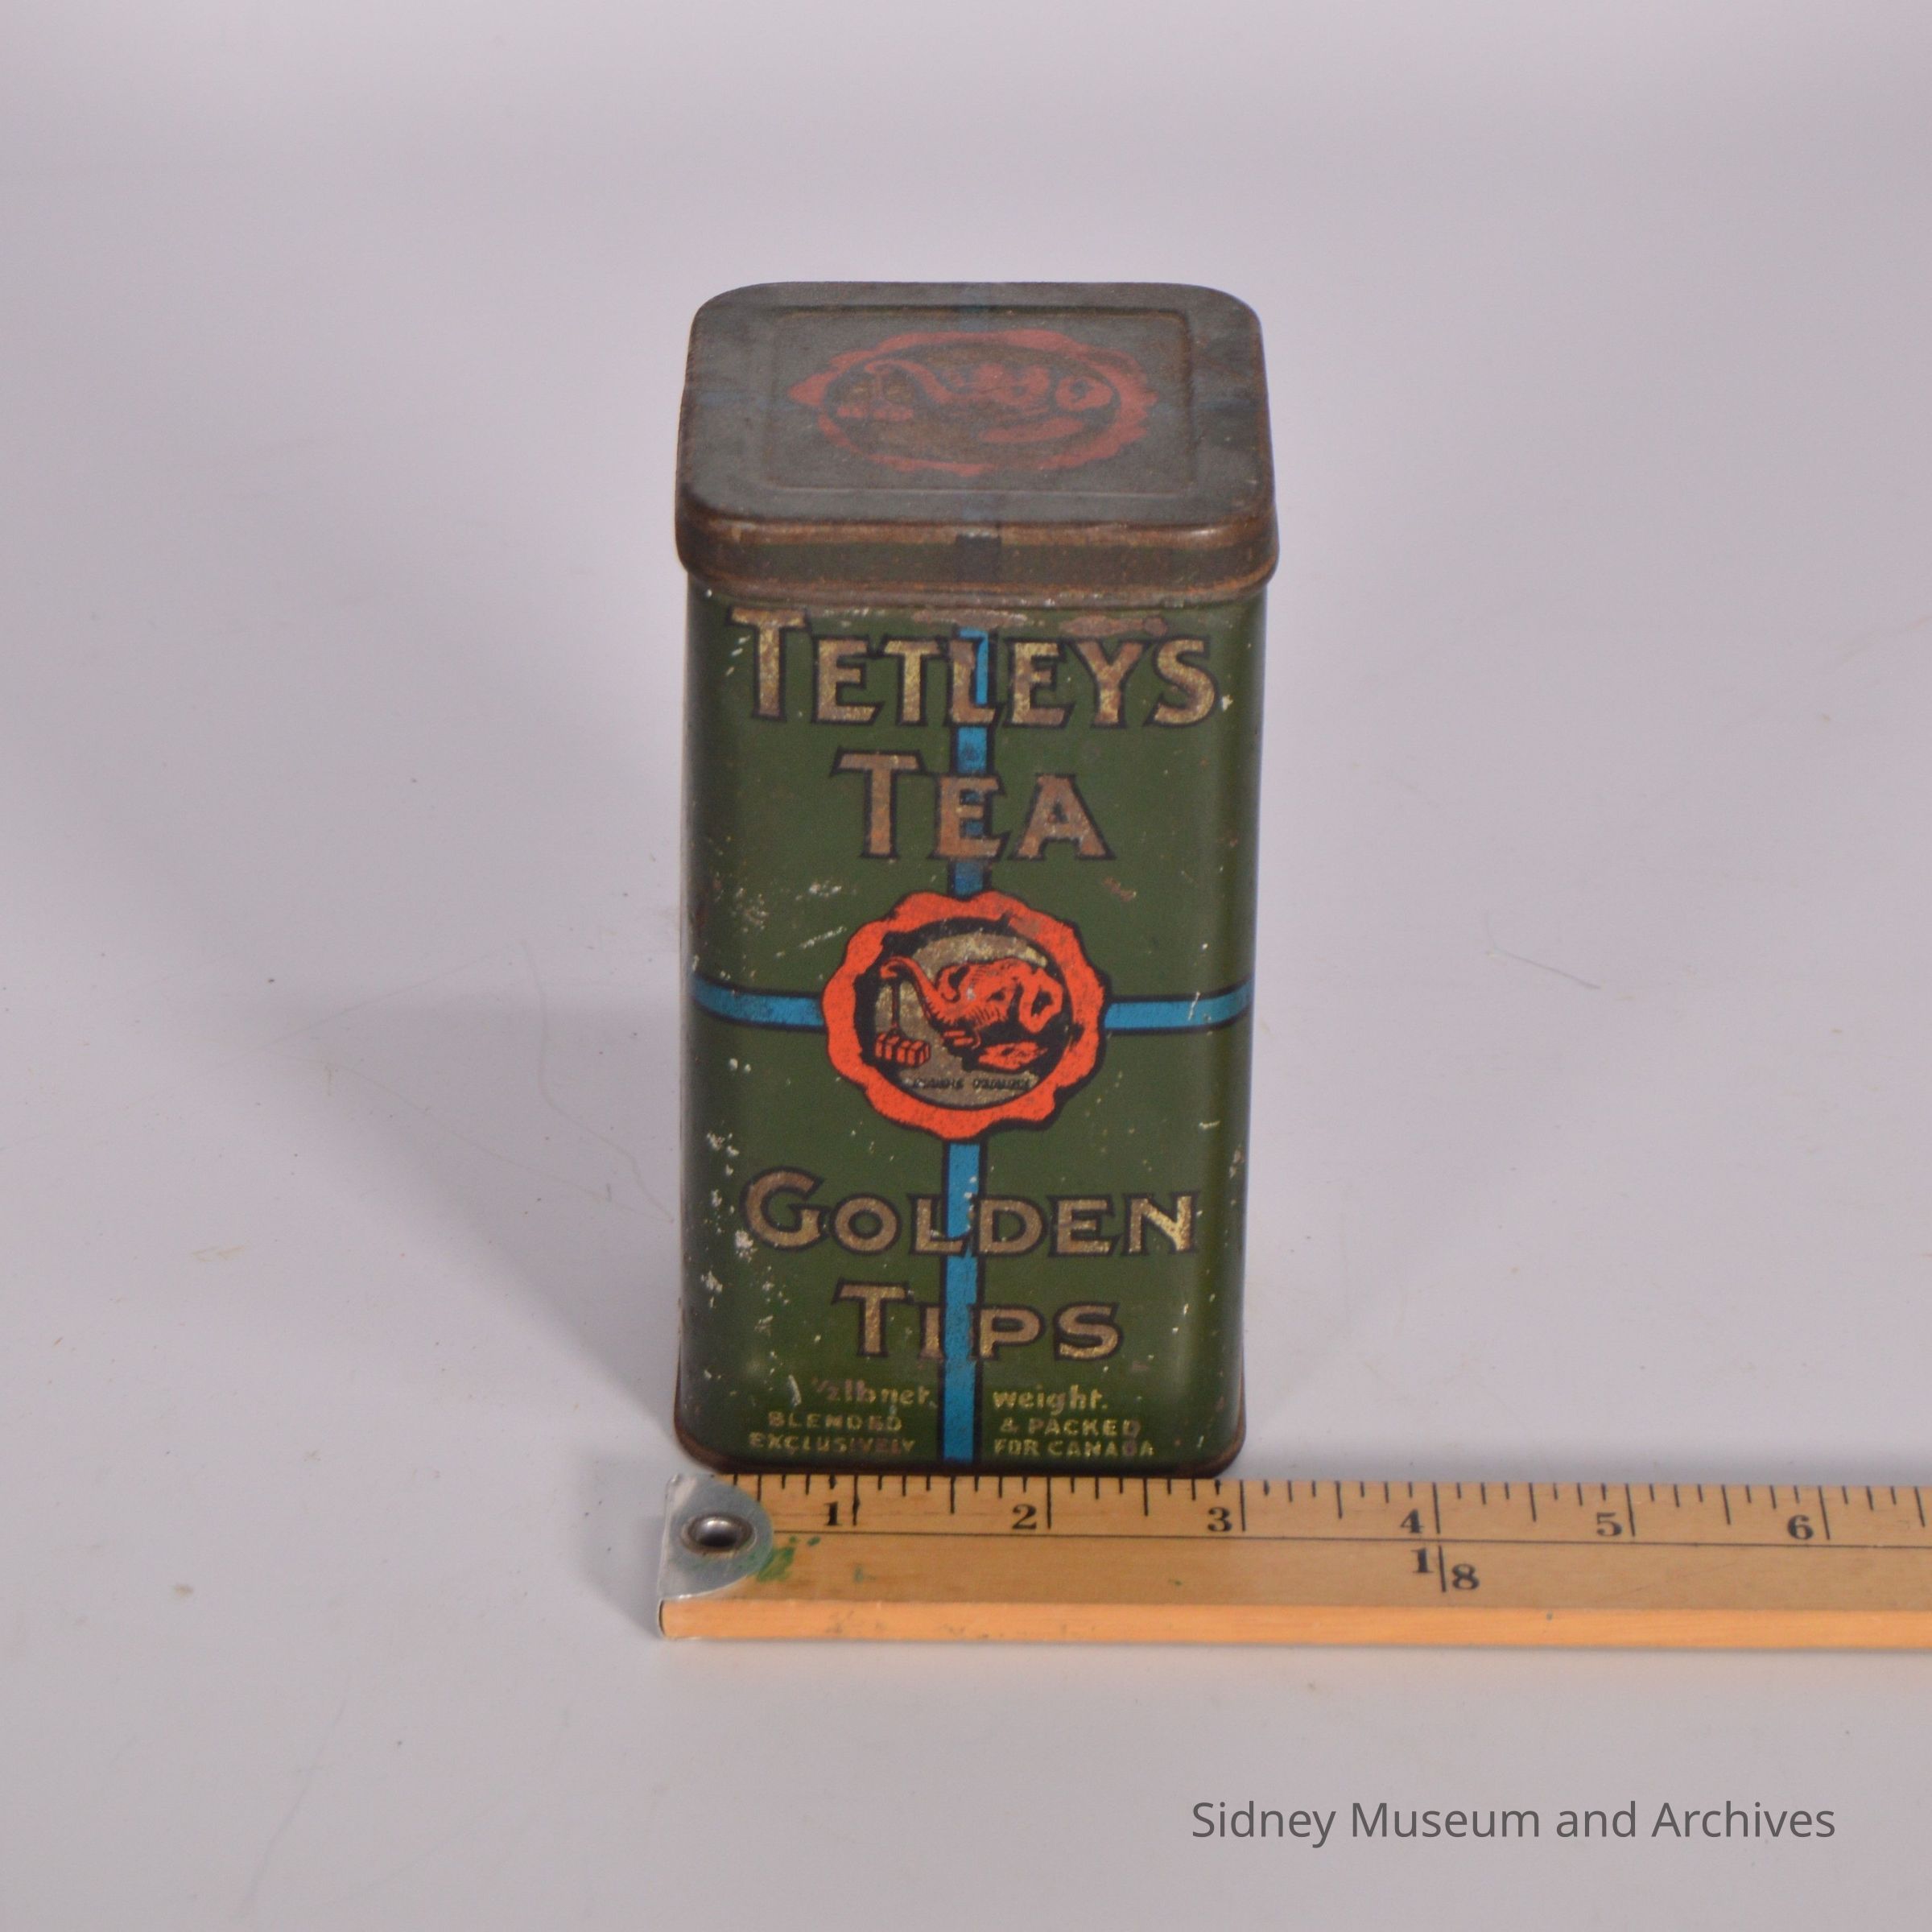 TETLEY'S
TEA
GOLDEN
TIPS
½lb net. weight.
BLENDED & PACKED
EXCLUSIVELY FOR CANADA
1 2 3 4 5 6
1|8
Sidney Museum and Archives